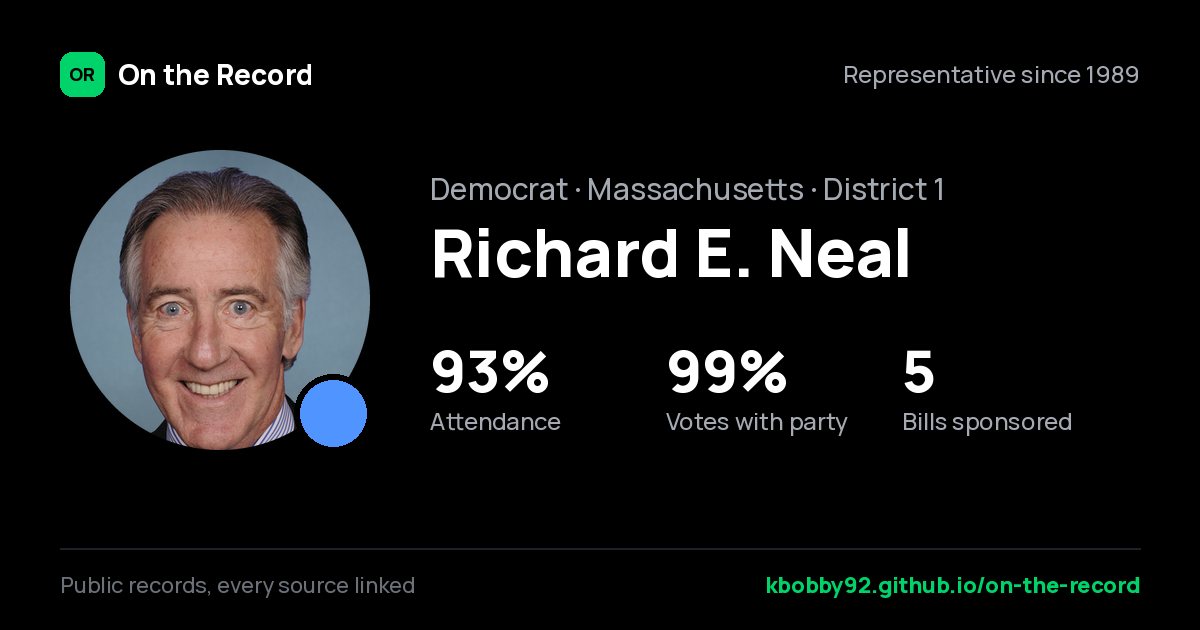 OR On the Record
Representative since 1989
Democrat · Massachusetts · District 1
Richard E. Neal
93% 99% 5
Attendance Votes with party Bills sponsored
Public records, every source linked
kbobby92.github.io/on-the-record